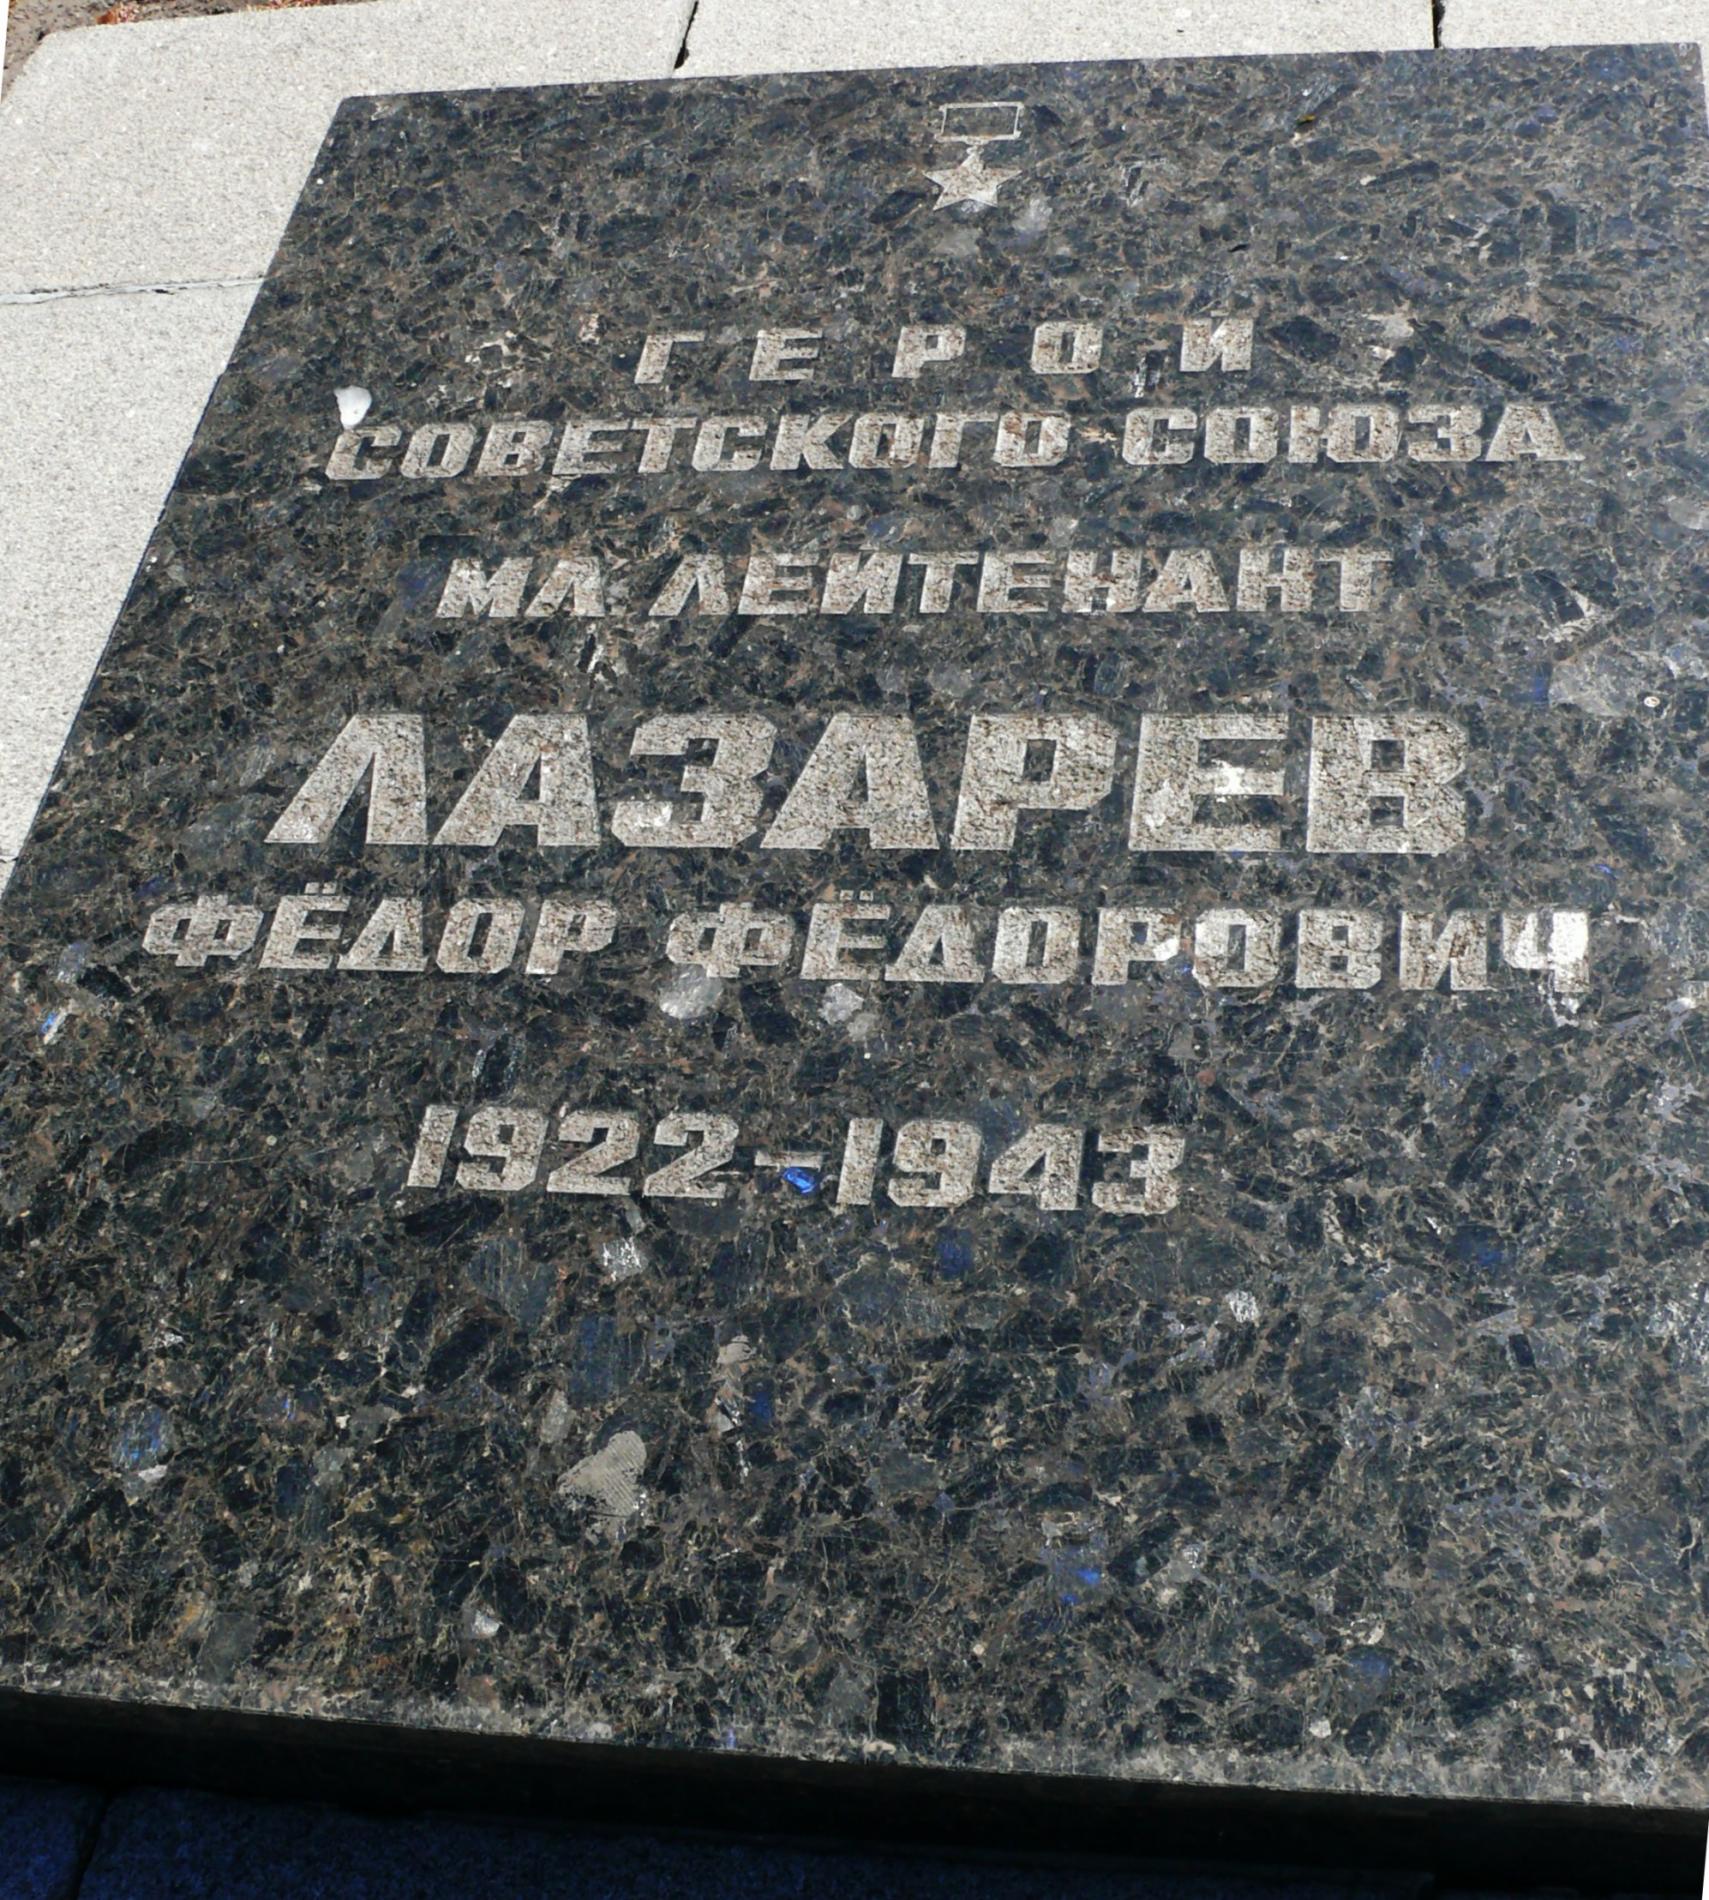 ГЕРОЙ
СОВЕТСКОГО СОЮЗА
МЛ. ЛЕЙТЕНАНТ
ЛАЗАРЕВ
ФЁДОР ФЁДОРОВИЧ
1922-1943